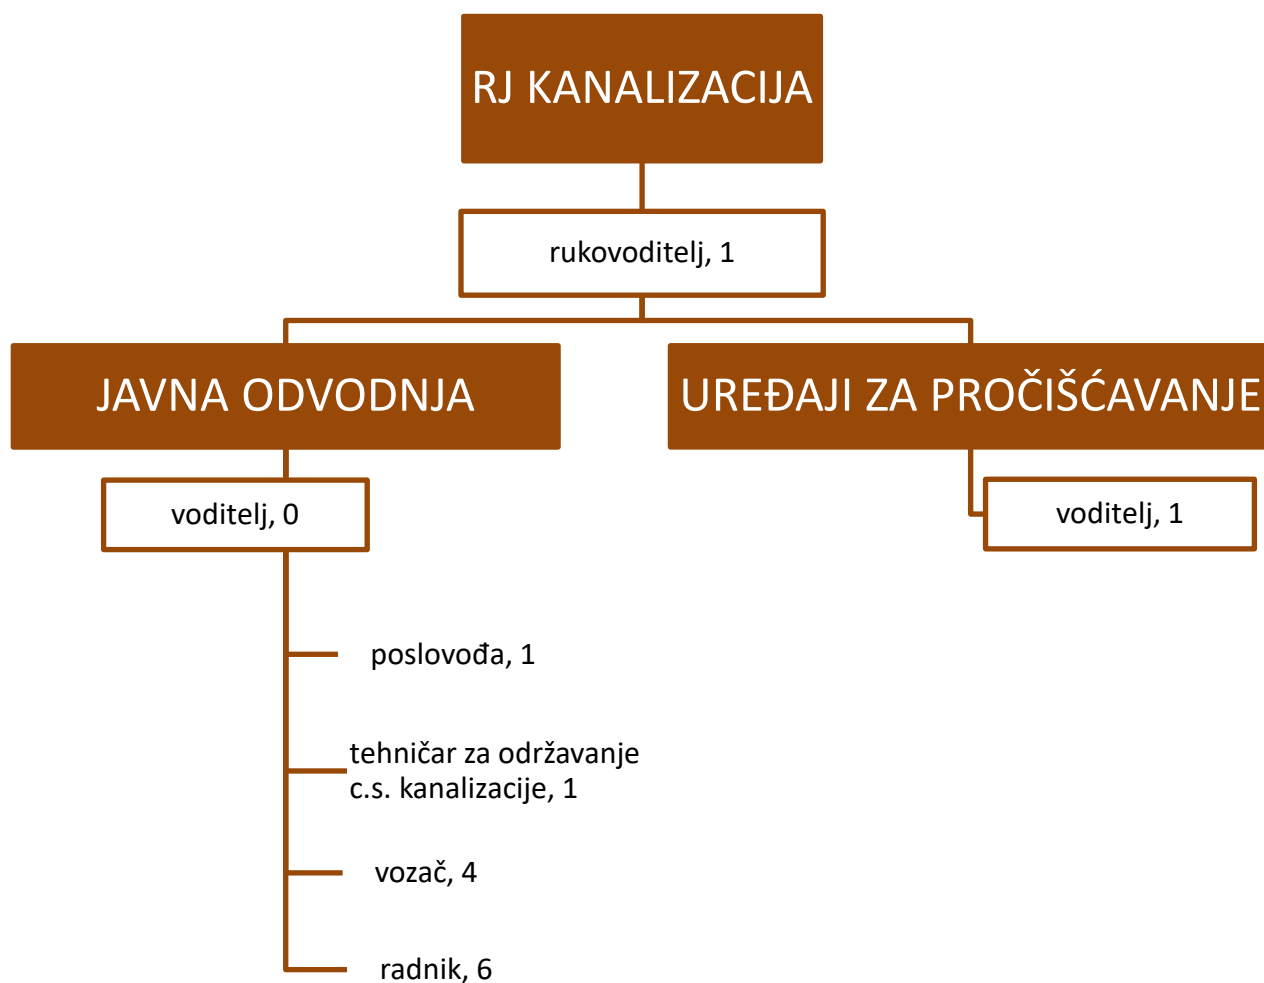 RJ KANALIZACIJA
rukovoditelj, 1
JAVNA ODVODNJA
UREĐAJI ZA PROČIŠĆAVANJE
voditelj, 0
voditelj, 1
poslovođa, 1
tehničar za održavanje
c.s. kanalizacije, 1
vozač, 4
radnik, 6